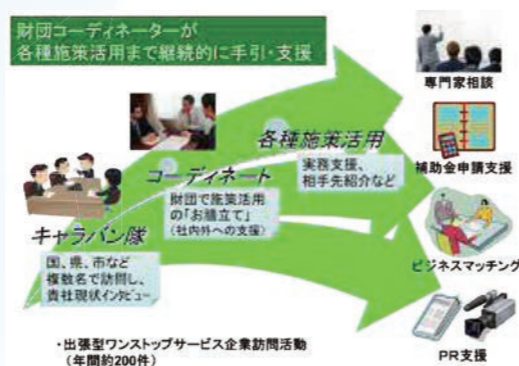 財団コーディネーターが
各種施策活用まで継続的に手引・支援
キャラバン隊
国、県、市など
複数名で訪問し、
貴社現状インタビュー
コーディネート
財団で施策活用
の「お膳立て」
(社内外への支援)
各種施策活用
実務支援、
相手先紹介など
専門家相談
補助金申請支援
ビジネスマッチング
PR支援
・出張型ワンストップサービス企業訪問活動
(年間約200件)